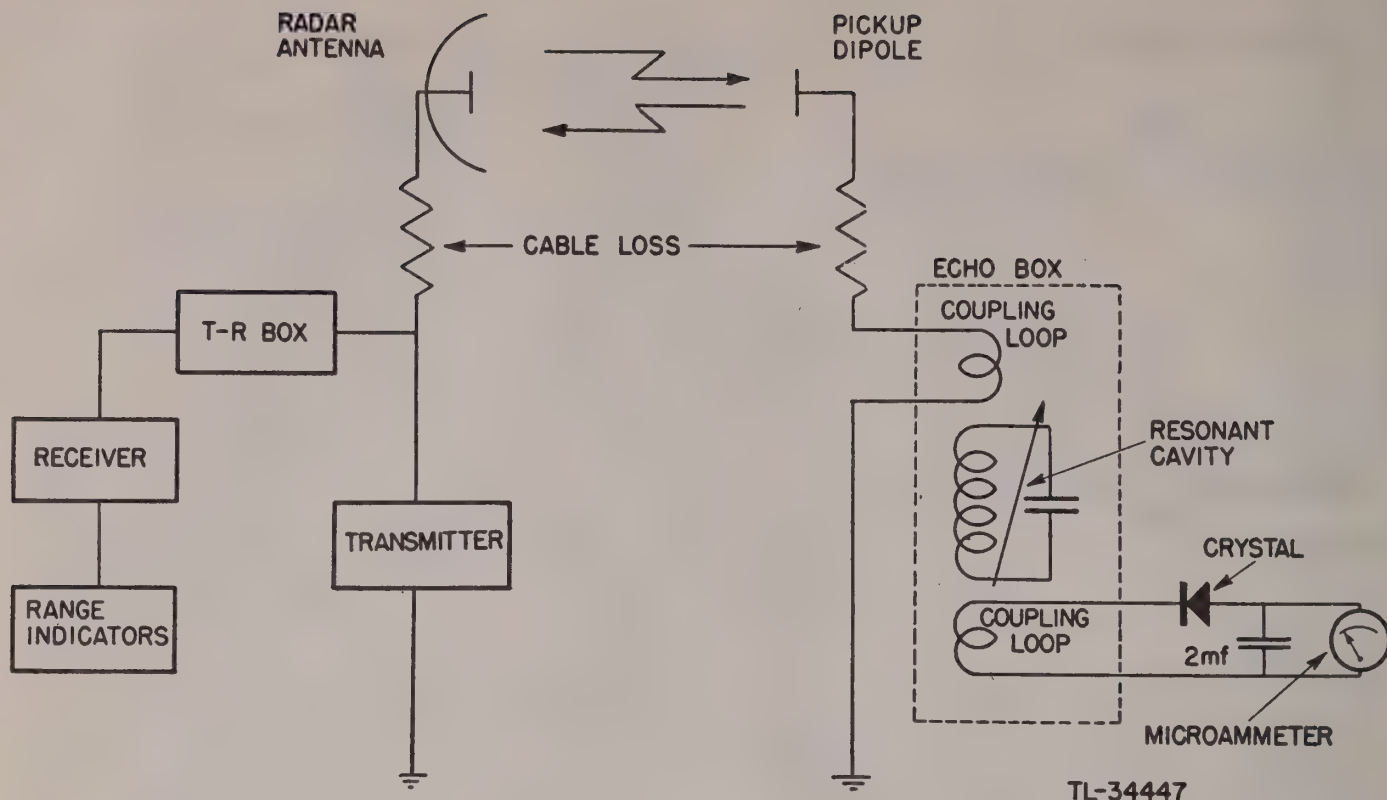 RADAR
ANTENNA
PICKUP
DIPOLE
CABLE LOSS
ECHO BOX
COUPLING
LOOP
T-R BOX
RESONANT
CAVITY
RECEIVER
TRANSMITTER
CRYSTAL
RANGE
INDICATORS
COUPLING
LOOP
2mf
MICROAMMETER
TL-34447